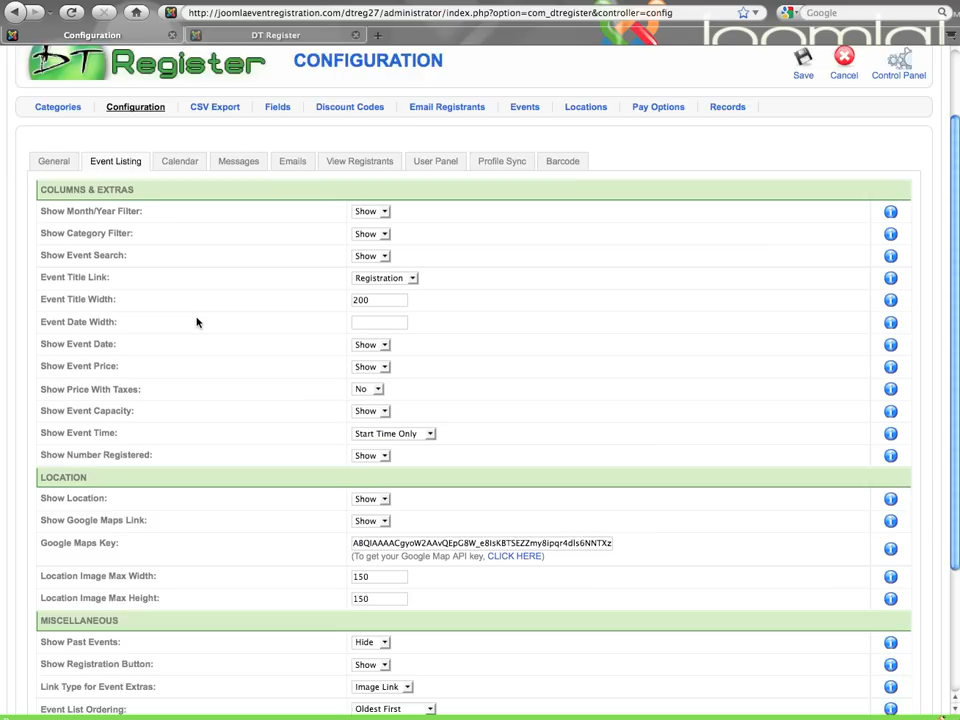 http://joomlaeventregistration.com/dtreg27/administrator/index.php?option=com_dtregister&controller=config
Google
Configuration
DT Register
DT Register
CONFIGURATION
Save
Cancel
Control Panel
Categories
Configuration
CSV Export
Fields
Discount Codes
Email Registrants
Events
Locations
Pay Options
Records
General
Event Listing
Calendar
Messages
Emails
View Registrants
User Panel
Profile Sync
Barcode
COLUMNS & EXTRAS
Show Month/Year Filter: Show
Show Category Filter: Show
Show Event Search: Show
Event Title Link: Registration
Event Title Width: 200
Event Date Width:
Show Event Date: Show
Show Event Price: Show
Show Price With Taxes: No
Show Event Capacity: Show
Show Event Time: Start Time Only
Show Number Registered: Show
LOCATION
Show Location: Show
Show Google Maps Link: Show
Google Maps Key:
(To get your Google Map API key, CLICK HERE)
Location Image Max Width: 150
Location Image Max Height: 150
MISCELLANEOUS
Show Past Events: Hide
Show Registration Button: Show
Link Type for Event Extras: Image Link
Event List Ordering: Oldest First